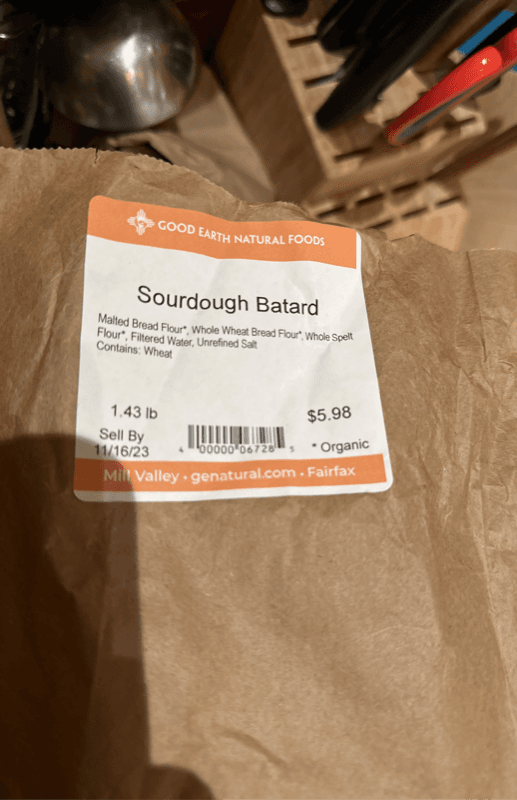 GOOD EARTH NATURAL FOODS
Sourdough Batard
Malted Bread Flour*, Whole Wheat Bread Flour*, Whole Spelt
Flour*, Filtered Water, Unrefined Salt
Contains: Wheat
1.43 lb
$5.98
Sell By
11/16/23
4 00000 06728 5
* Organic
Mill Valley • genatural.com • Fairfax